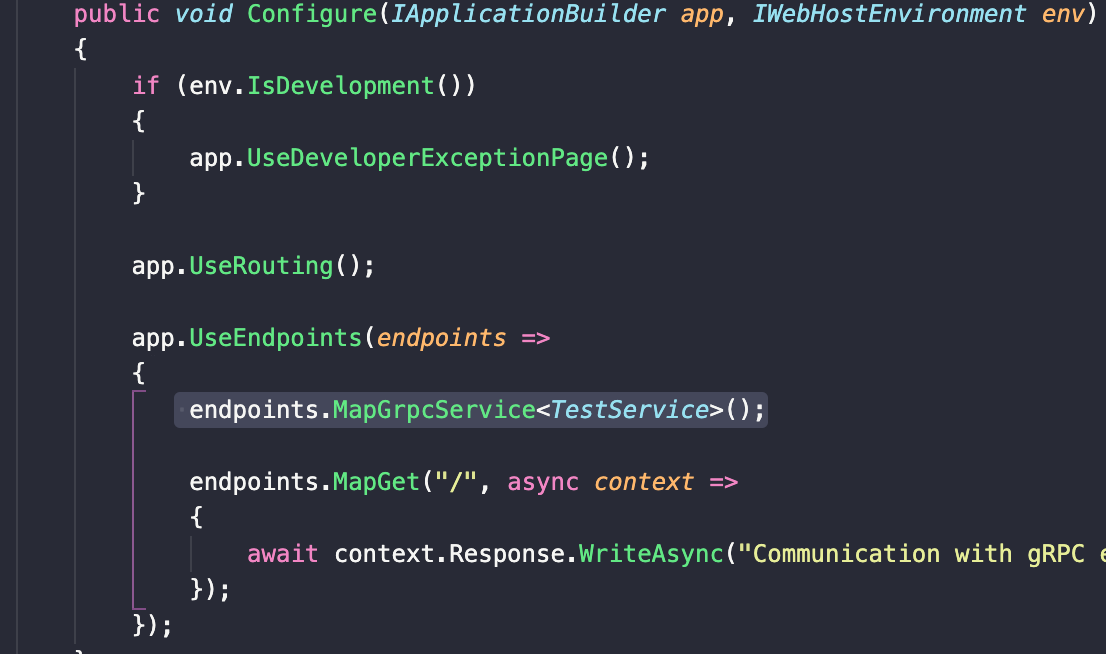 public void Configure(IApplicationBuilder app, IWebHostEnvironment env)
{
if (env.IsDevelopment())
{
app.UseDeveloperExceptionPage();
}
app.UseRouting();
app.UseEndpoints(endpoints =>
{
endpoints.MapGrpcService<TestService>();
endpoints.MapGet("/", async context =>
{
await context.Response.WriteAsync("Communication with gRPC e
});
});